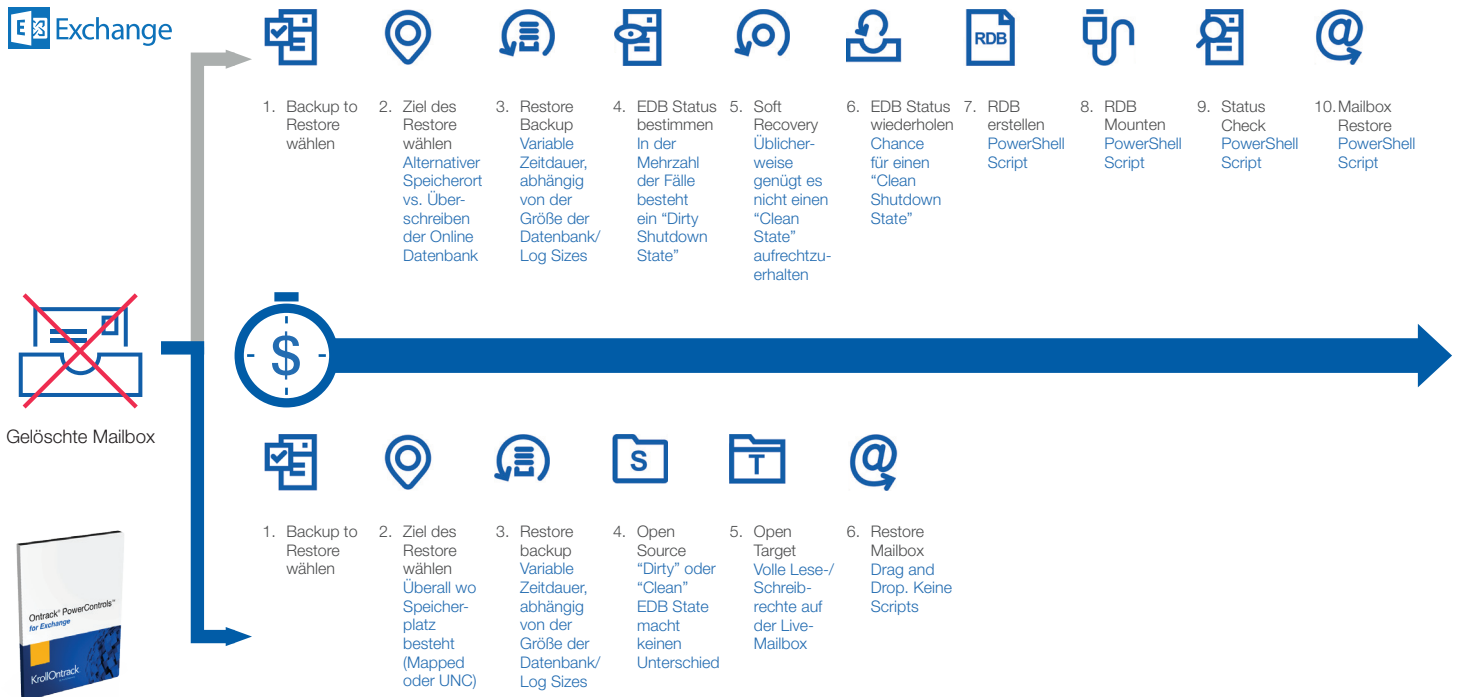 E Exchange
RDB
1. Backup to
Restore
wählen
2. Ziel des
Restore
wählen
Alternativer
Speicherort
vs. Über-
schreiben
der Online
Datenbank
3. Restore
Backup
Variable
Zeitdauer,
abhängig
von der
Größe der
Datenbank/
Log Sizes
4. EDB Status
bestimmen
In der
Mehrzahl
der Fälle
besteht
ein “Dirty
Shutdown
State”
5. Soft
Recovery
Üblicher-
weise
genügt es
nicht einen
“Clean
State”
aufrechtzu-
erhalten
6. EDB Status
wiederholen
Chance
für einen
“Clean
Shutdown
State”
7. RDB
erstellen
PowerShell
Script
8. RDB
Mounten
PowerShell
Script
9. Status
Check
PowerShell
Script
10. Mailbox
Restore
PowerShell
Script
$
Gelöschte Mailbox
S
T
1. Backup to
Restore
wählen
2. Ziel des
Restore
wählen
Überall wo
Speicher-
platz
besteht
(Mapped
oder UNC)
3. Restore
backup
Variable
Zeitdauer,
abhängig
von der
Größe der
Datenbank/
Log Sizes
4. Open
Source
“Dirty” oder
“Clean”
EDB State
macht
keinen
Unterschied
5. Open
Target
Volle Lese-/
Schreib-
rechte auf
der Live-
Mailbox
6. Restore
Mailbox
Drag and
Drop. Keine
Scripts
Ontrack® PowerControls™
for Exchange
KrollOntrack